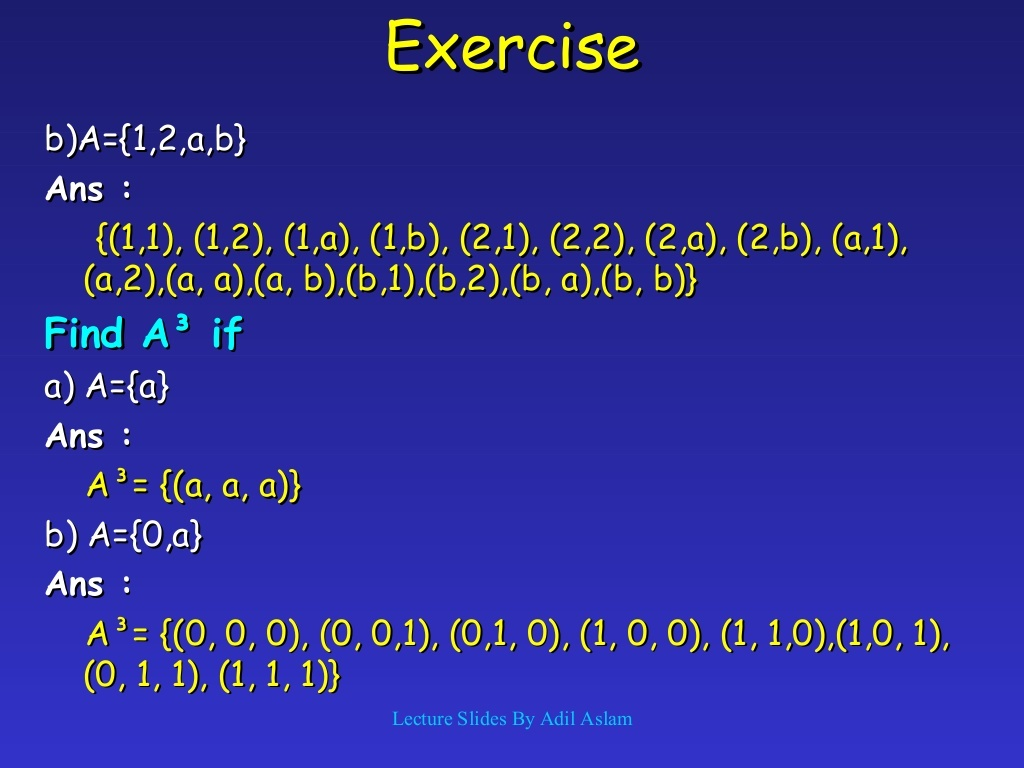 Exercise
b)A={1,2,a,b}
Ans :
{(1,1), (1,2), (1,a), (1,b), (2,1), (2,2), (2,a), (2,b), (a,1),
(a,2),(a, a),(a, b),(b,1),(b,2),(b, a),(b, b)}
Find A³ if
a) A={a}
Ans :
A³= {(a, a, a)}
b) A={0,a}
Ans :
A³= {(0, 0, 0), (0, 0,1), (0,1, 0), (1, 0, 0), (1, 1,0),(1,0, 1),
(0, 1, 1), (1, 1, 1)}
Lecture Slides By Adil Aslam